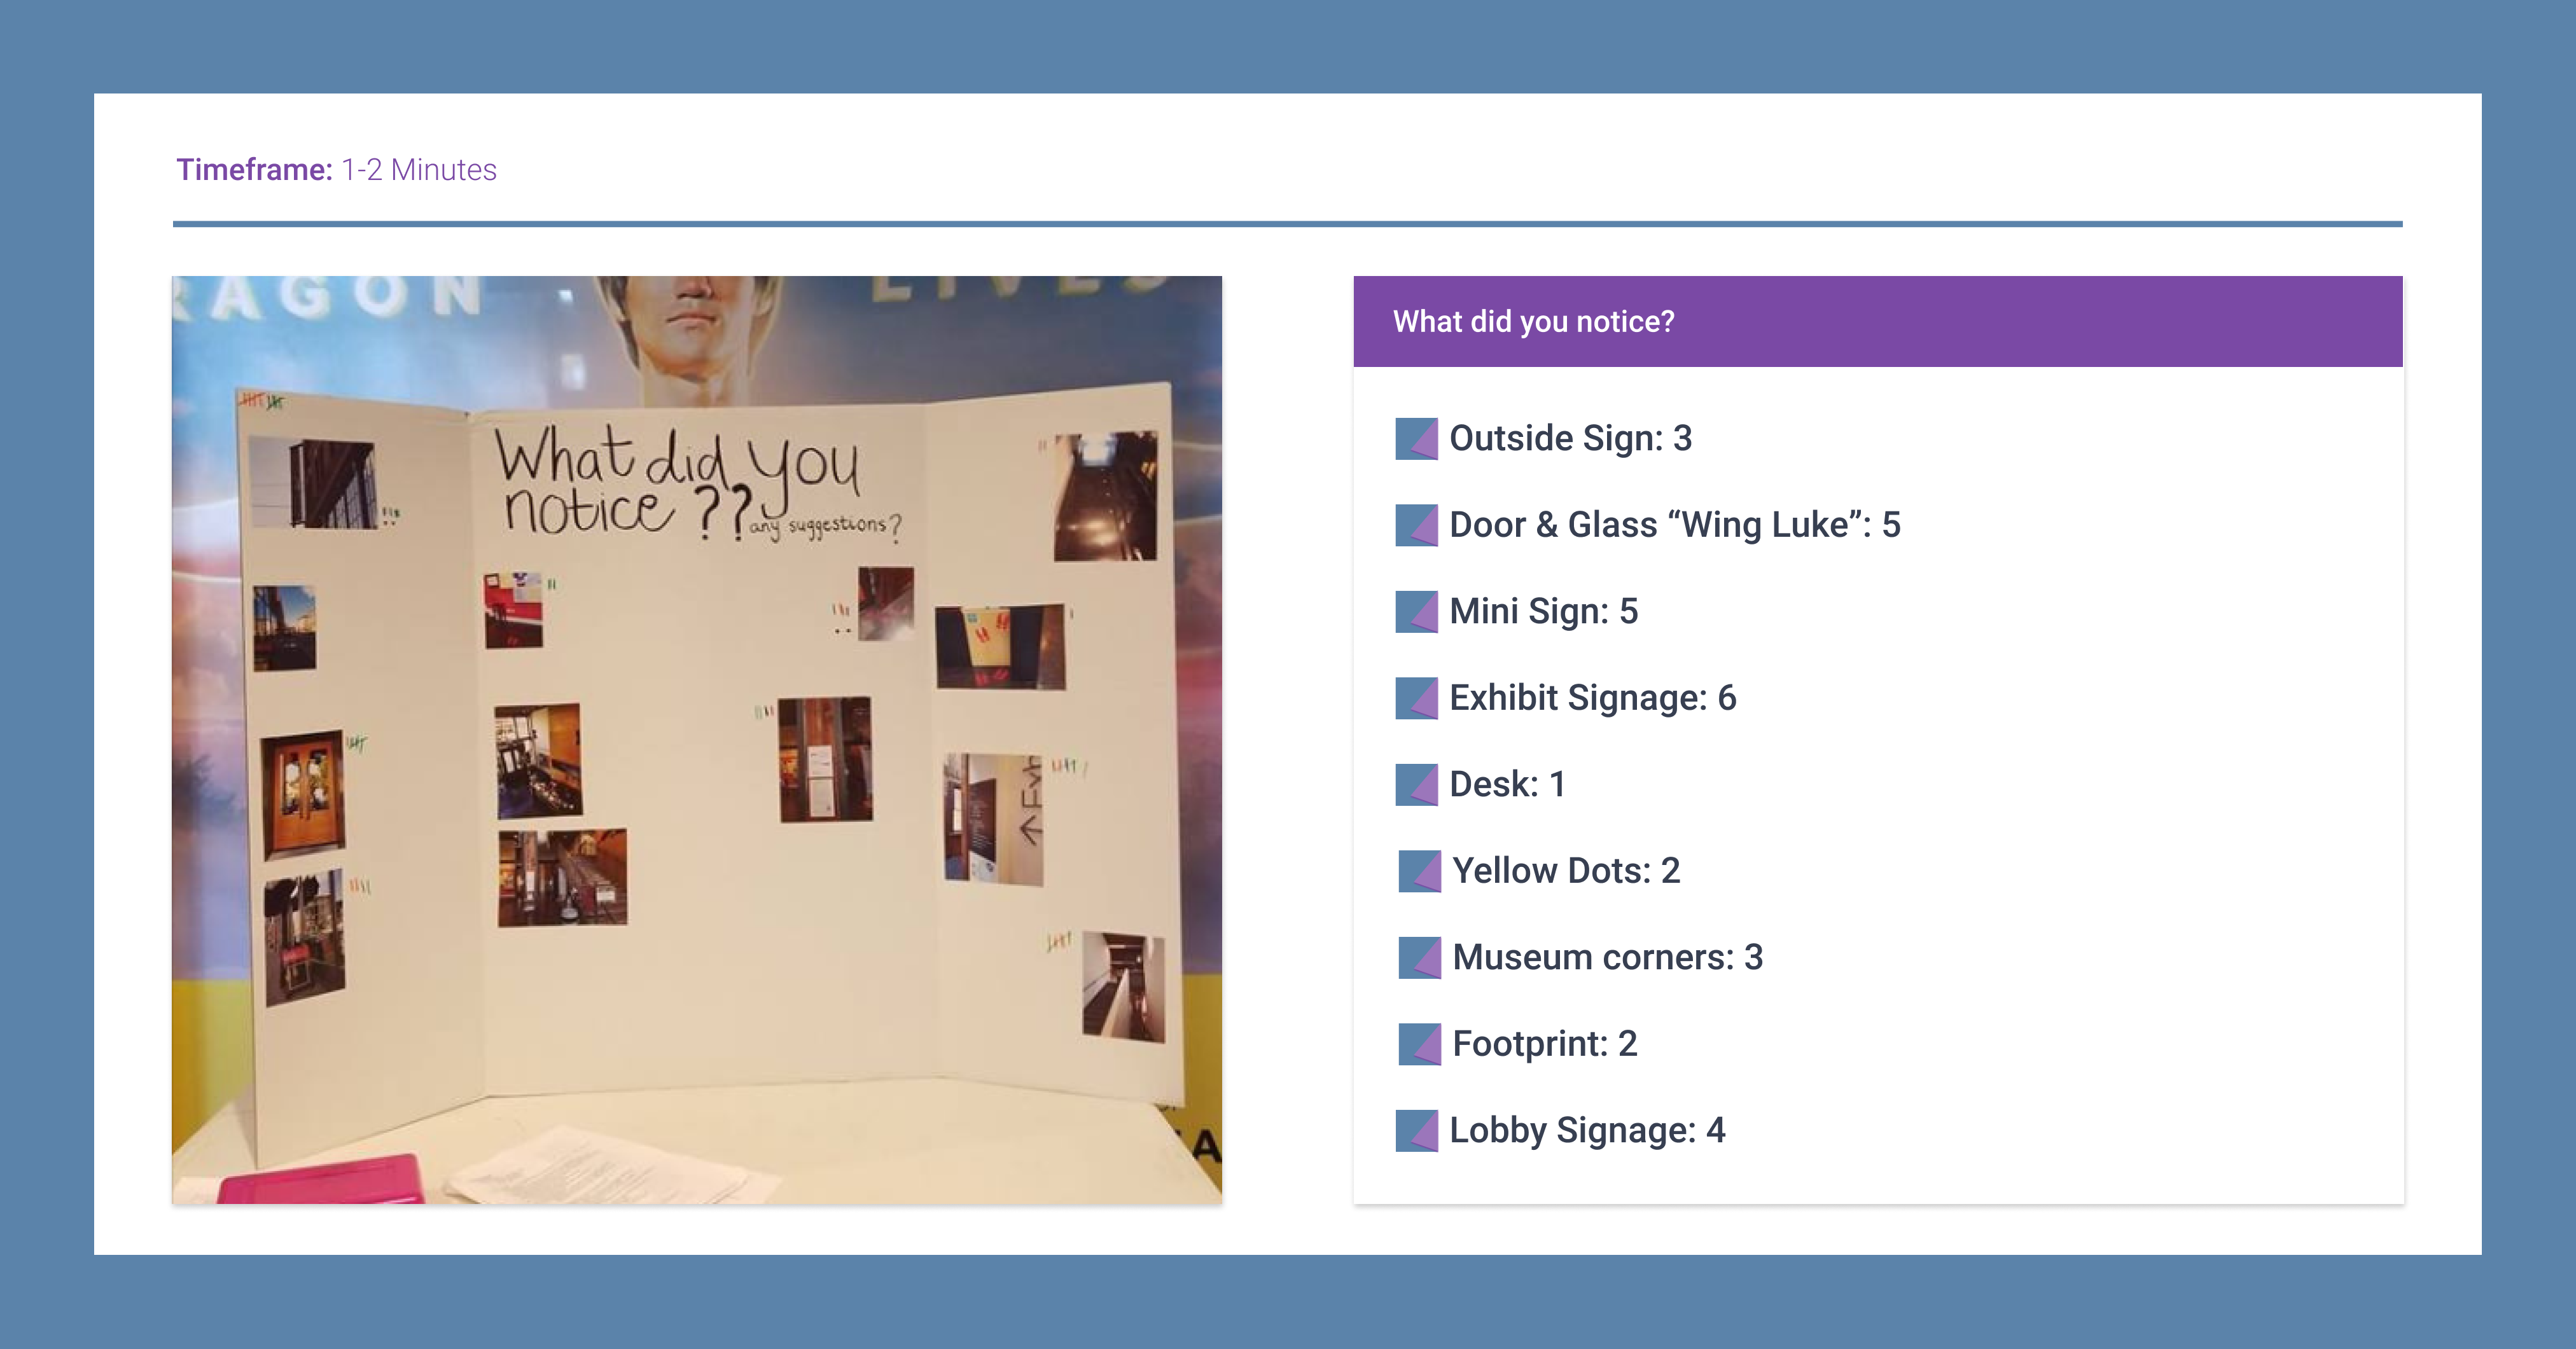 Timeframe: 1-2 Minutes
RAGON LIVES
What did you
notice ??
any suggestions?
What did you notice?
Outside Sign: 3
Door & Glass “Wing Luke”: 5
Mini Sign: 5
Exhibit Signage: 6
Desk: 1
Yellow Dots: 2
Museum corners: 3
Footprint: 2
Lobby Signage: 4